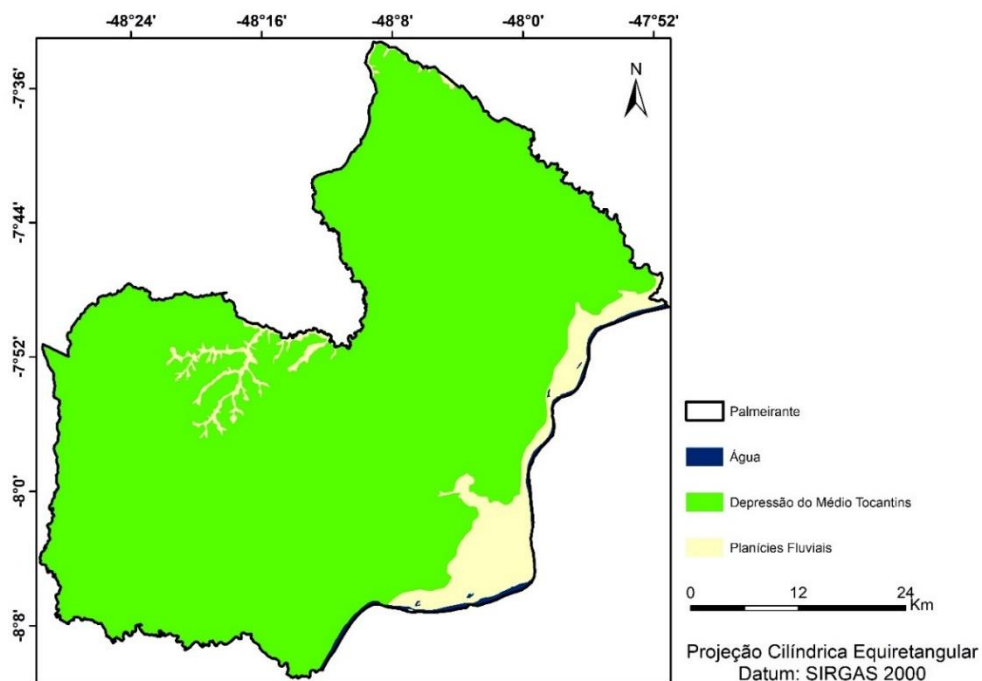 -48°24' -48°16' -48°8' -48°0' -47°52'
-7°36'
-7°44'
-7°52'
-8°0'
-8°8'
N
Palmeirante
Água
Depressão do Médio Tocantins
Planícies Fluviais
0 12 24
Km
Projeção Cilíndrica Equiretangular
Datum: SIRGAS 2000